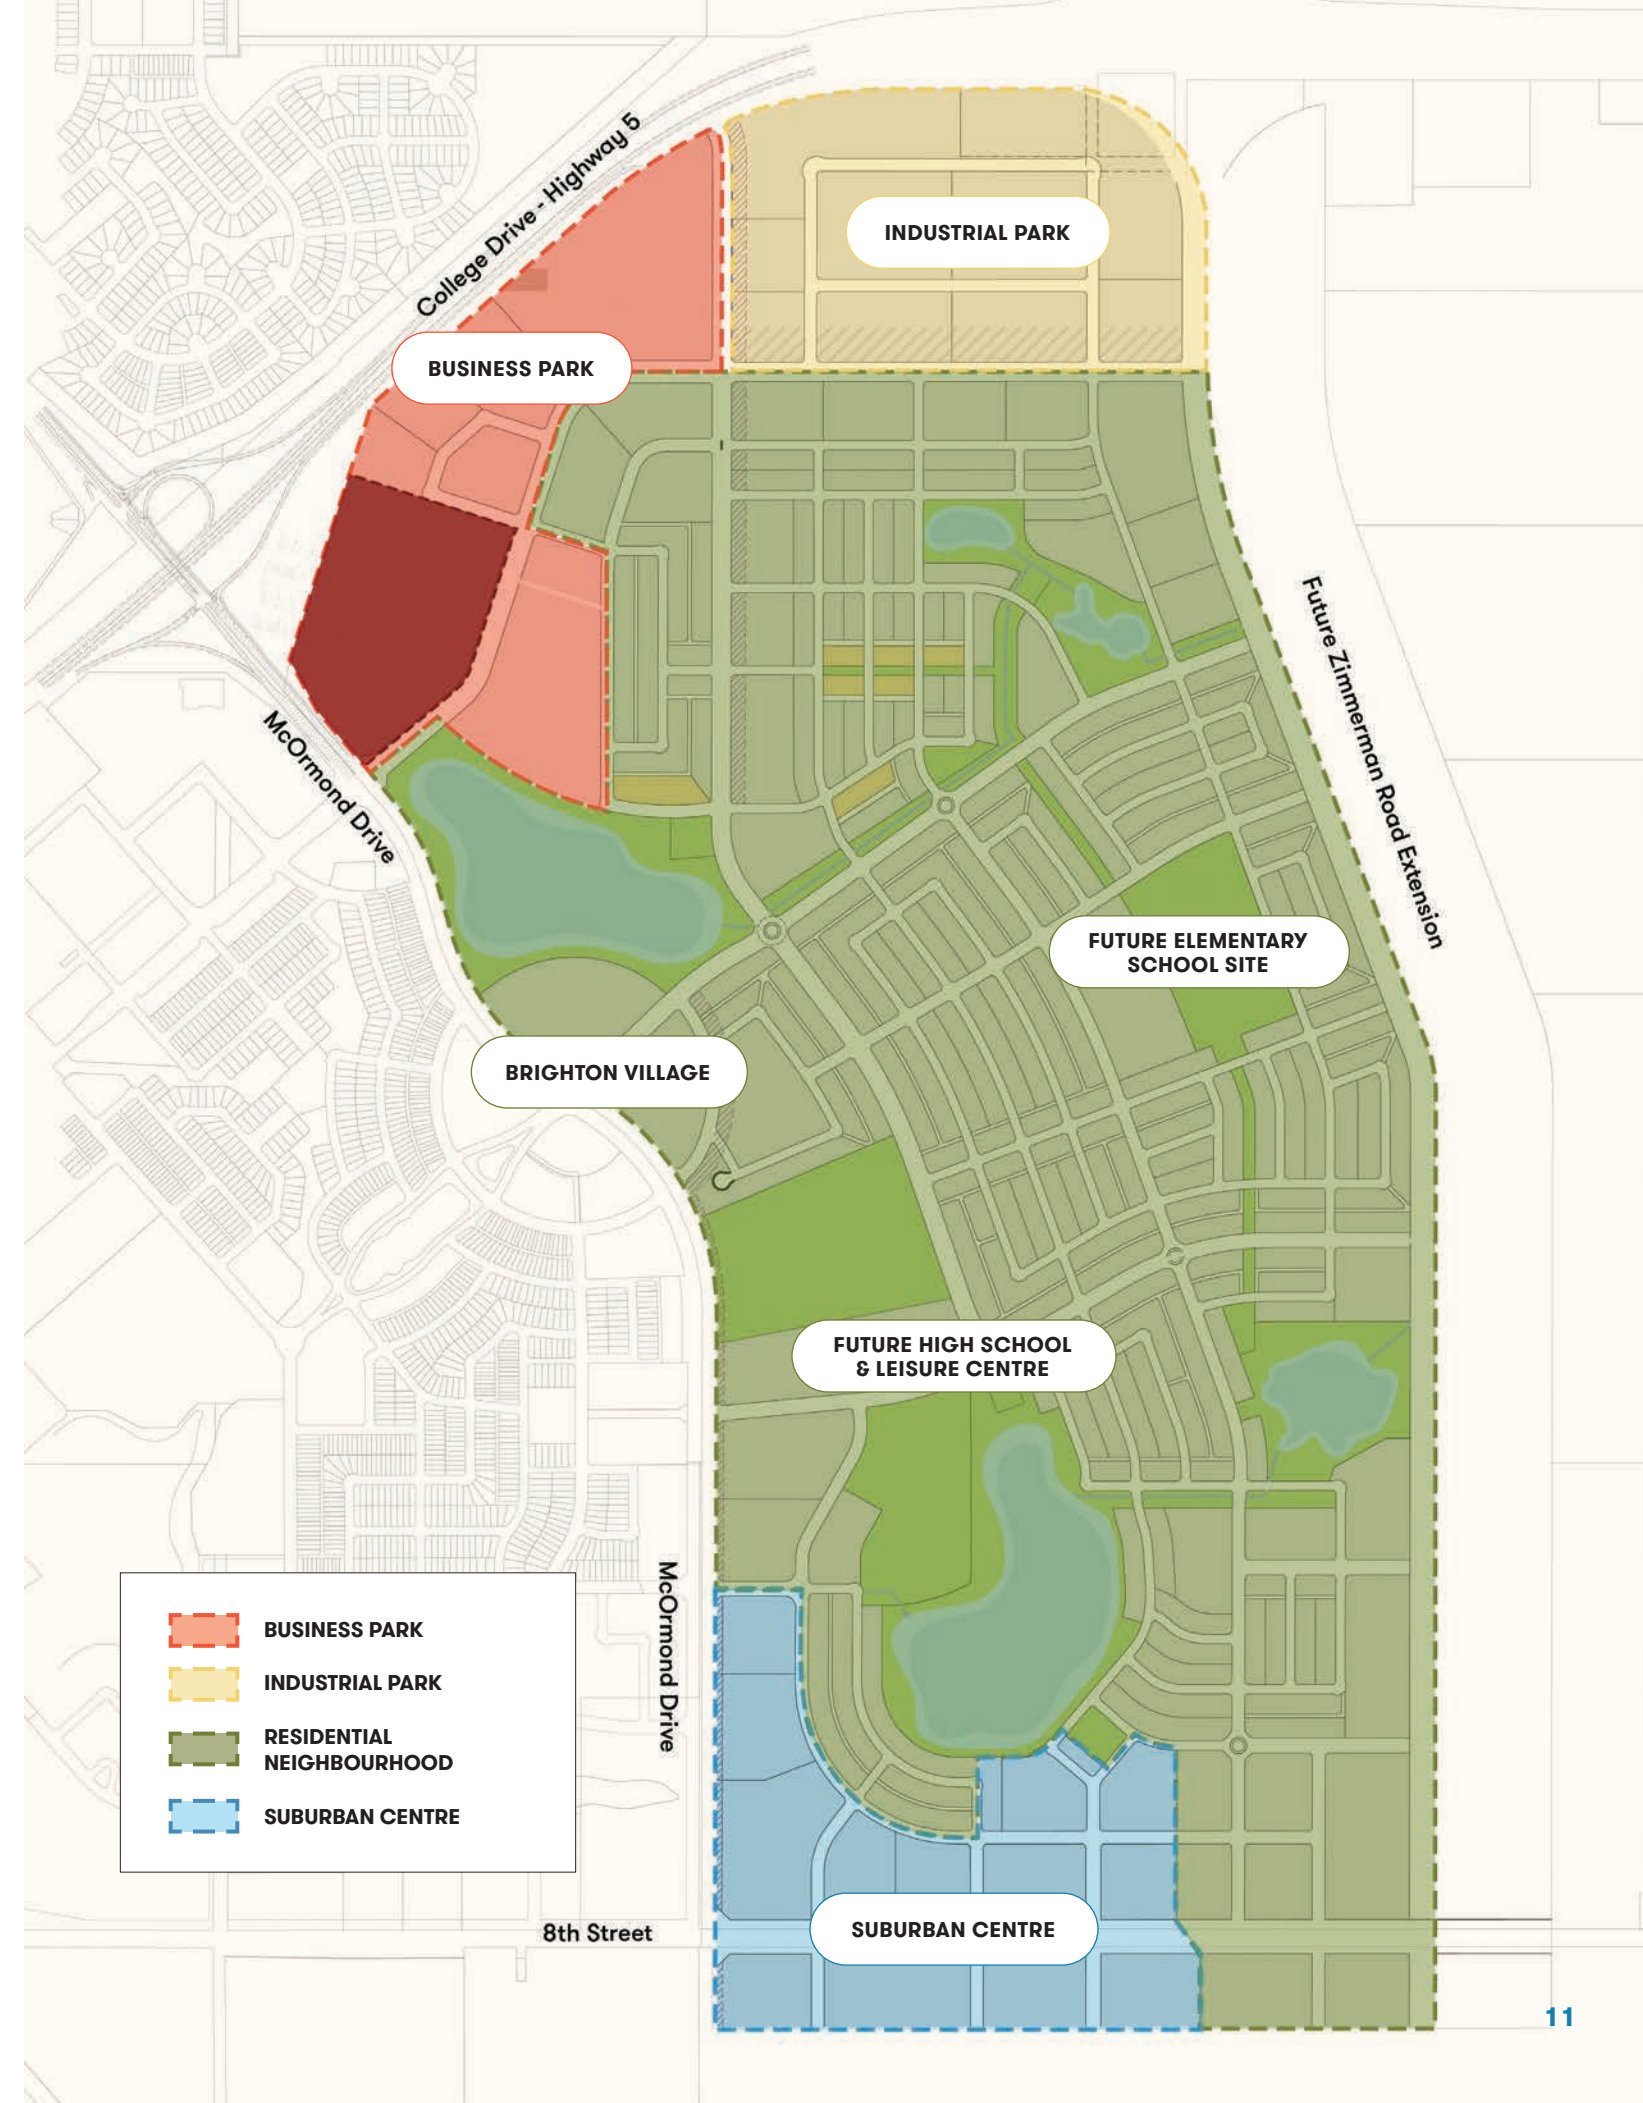 College Drive - Highway 5
INDUSTRIAL PARK
BUSINESS PARK
Future Zimmerman Road Extension
McOrmond Drive
FUTURE ELEMENTARY
SCHOOL SITE
BRIGHTON VILLAGE
FUTURE HIGH SCHOOL
& LEISURE CENTRE
McOrmond Drive
BUSINESS PARK
INDUSTRIAL PARK
RESIDENTIAL
NEIGHBOURHOOD
SUBURBAN CENTRE
SUBURBAN CENTRE
8th Street
11